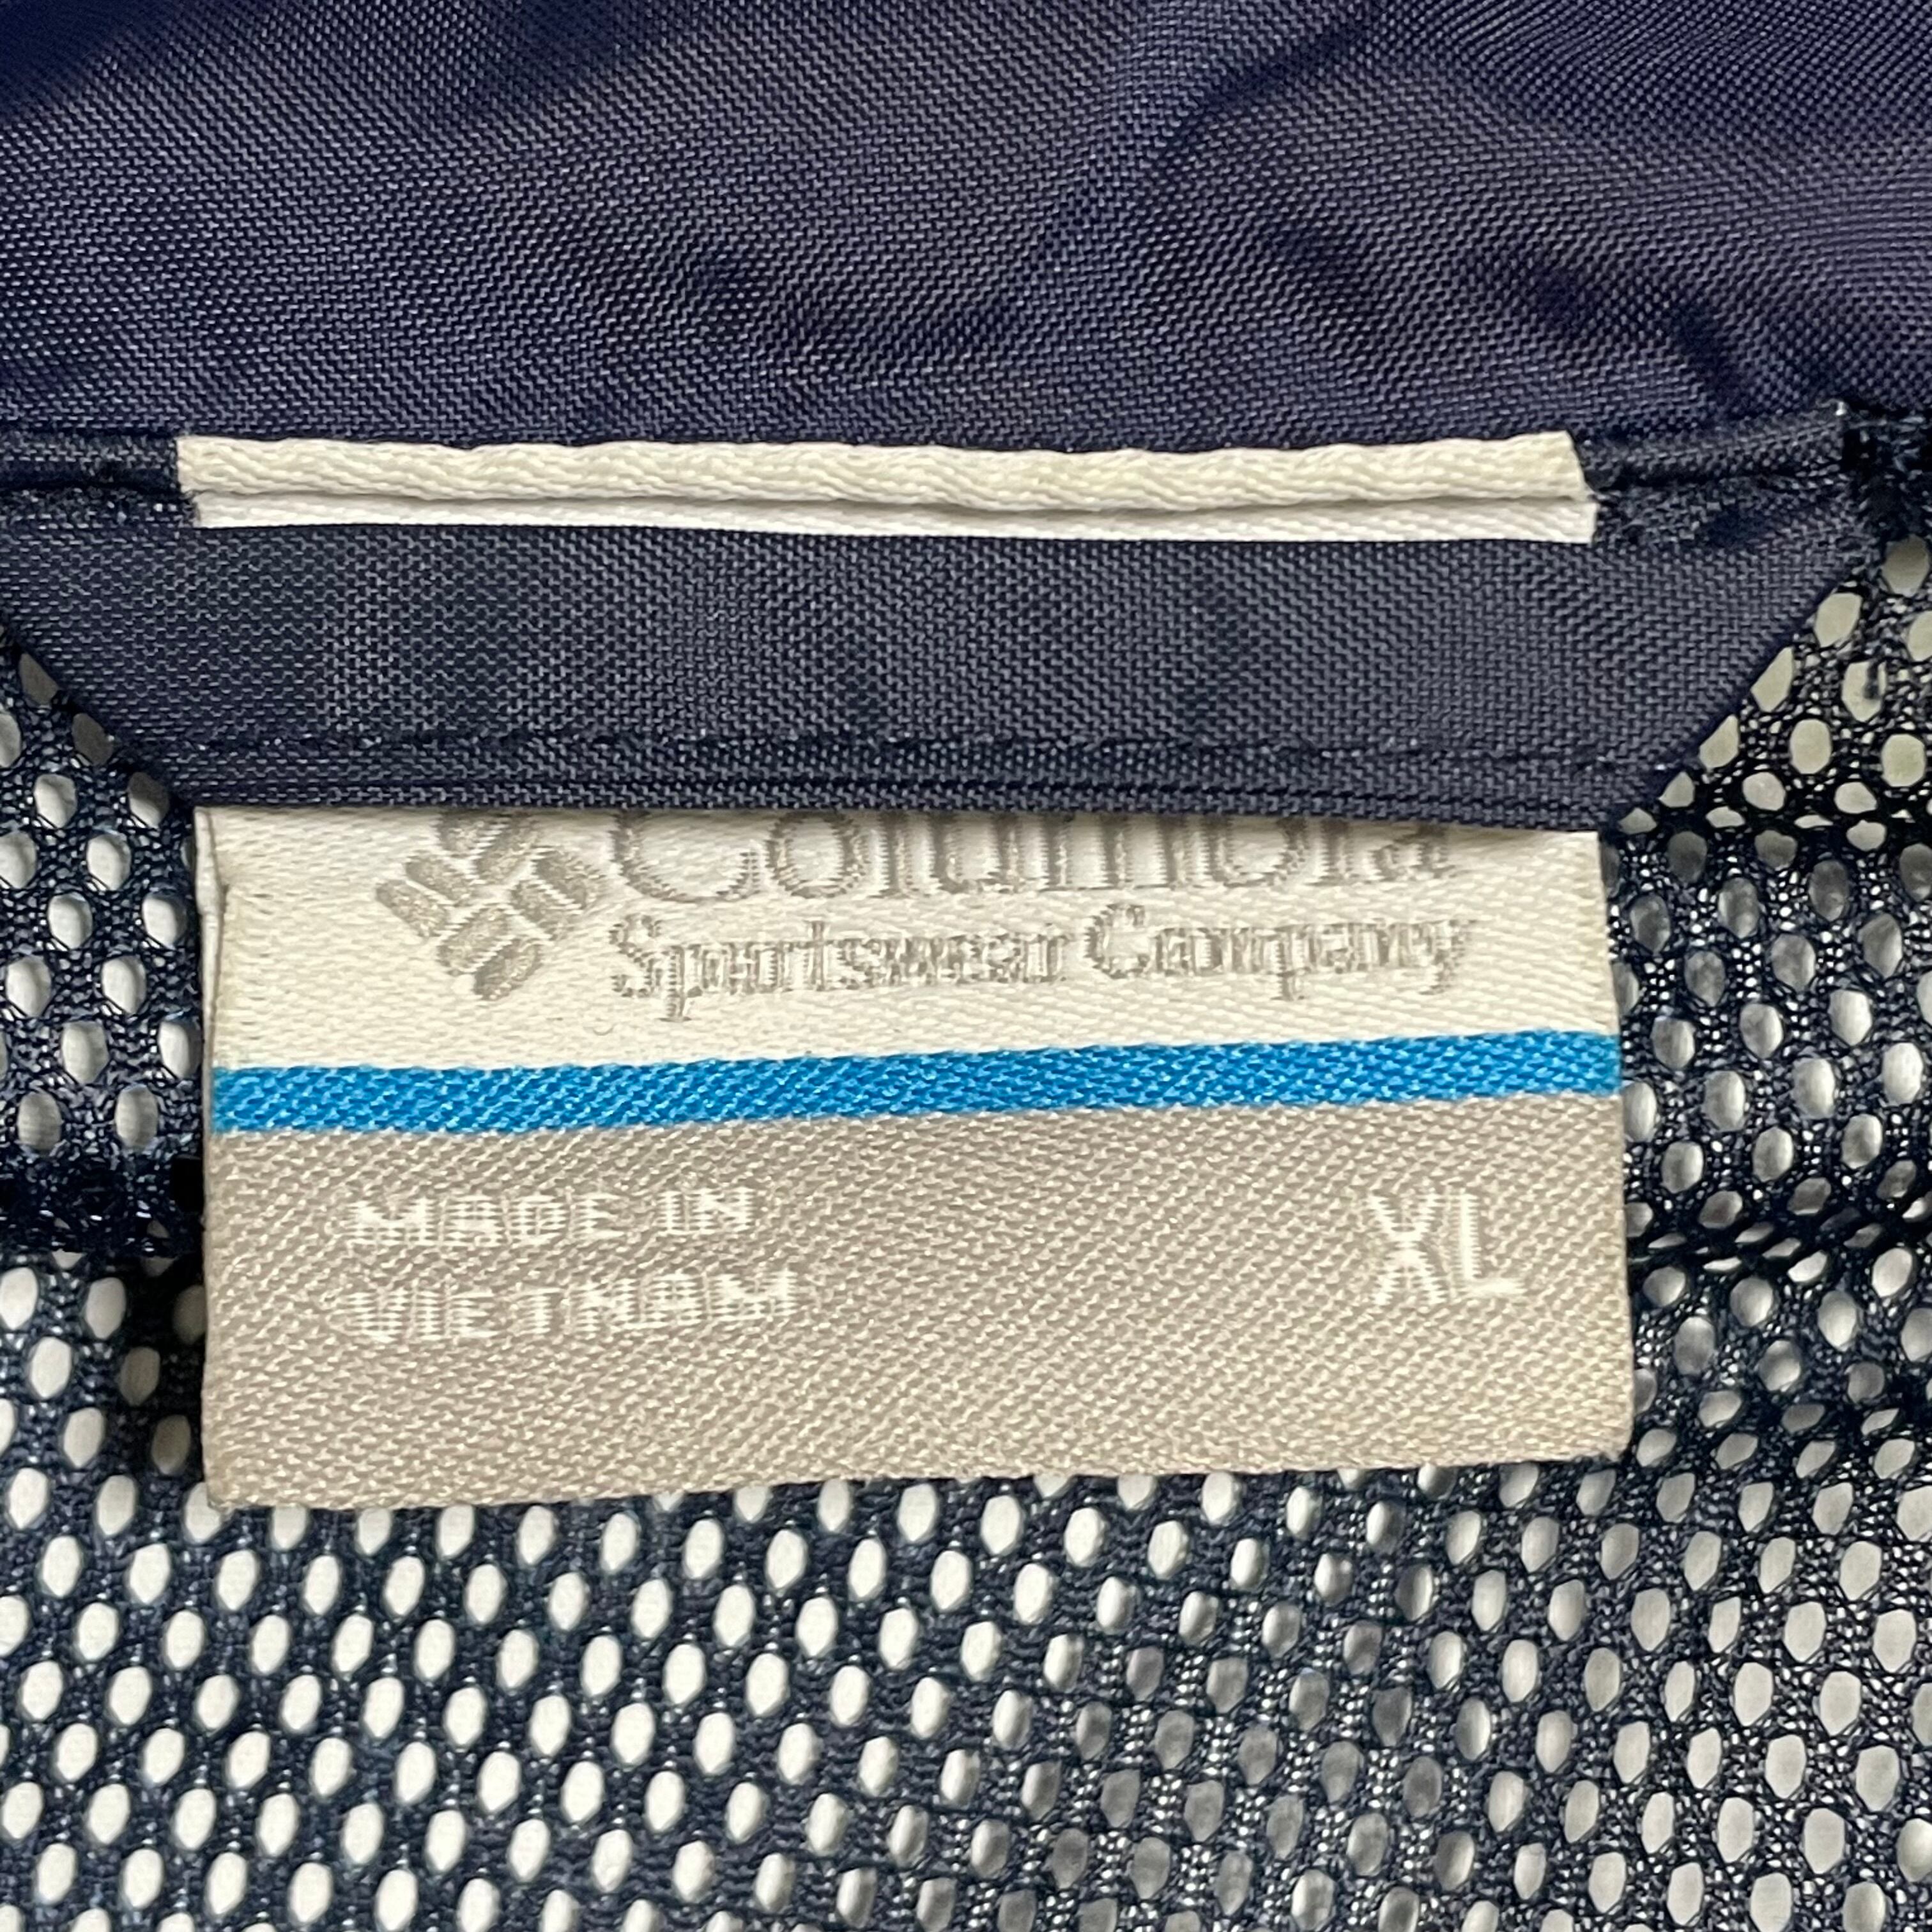 Columbia
Sportswear Company
MADE IN
VIETNAM
XL